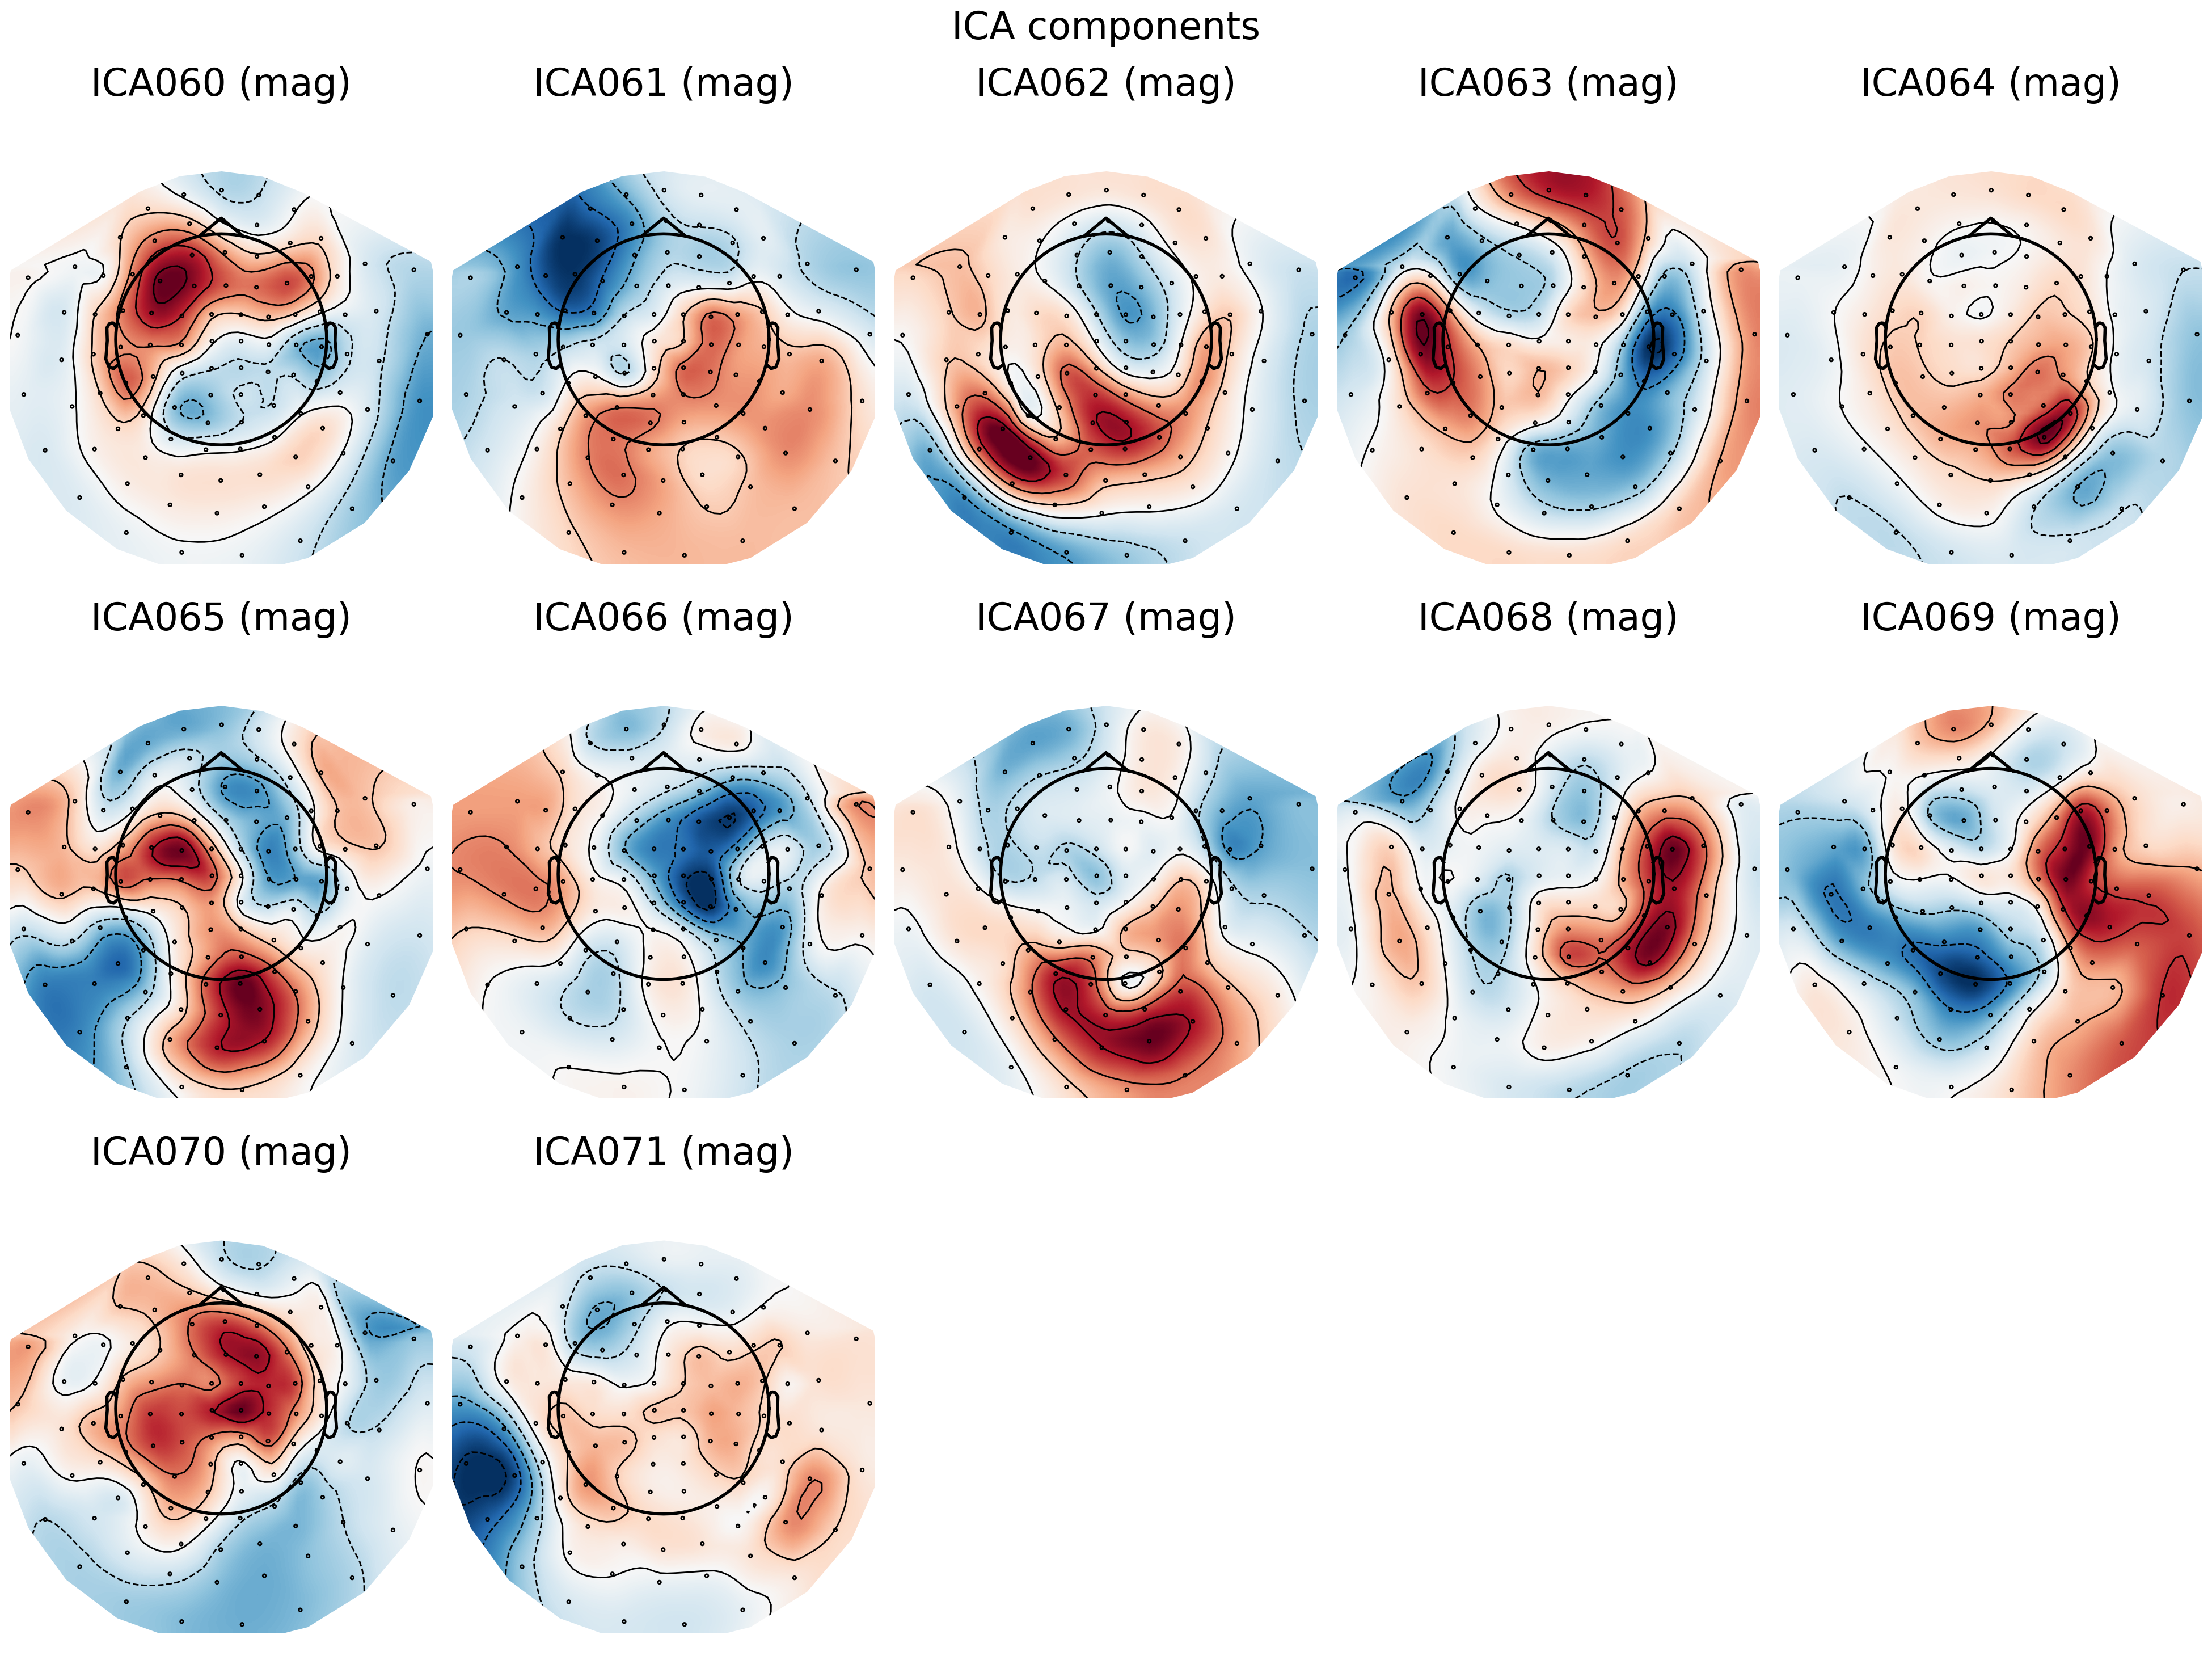 ICA components
ICA060 (mag)
ICA061 (mag)
ICA062 (mag)
ICA063 (mag)
ICA064 (mag)
ICA065 (mag)
ICA066 (mag)
ICA067 (mag)
ICA068 (mag)
ICA069 (mag)
ICA070 (mag)
ICA071 (mag)